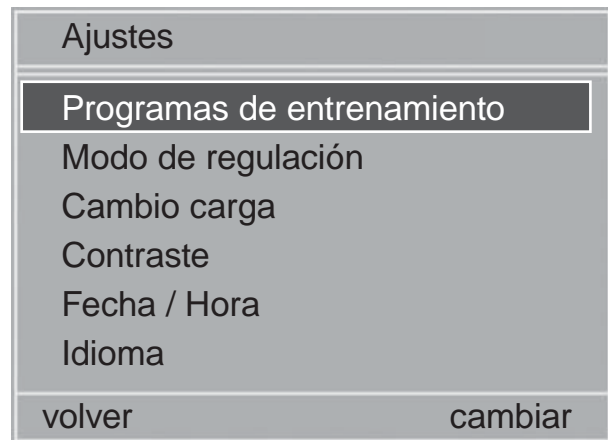 Ajustes
Programas de entrenamiento
Modo de regulación
Cambio carga
Contraste
Fecha / Hora
Idioma
volver cambiar